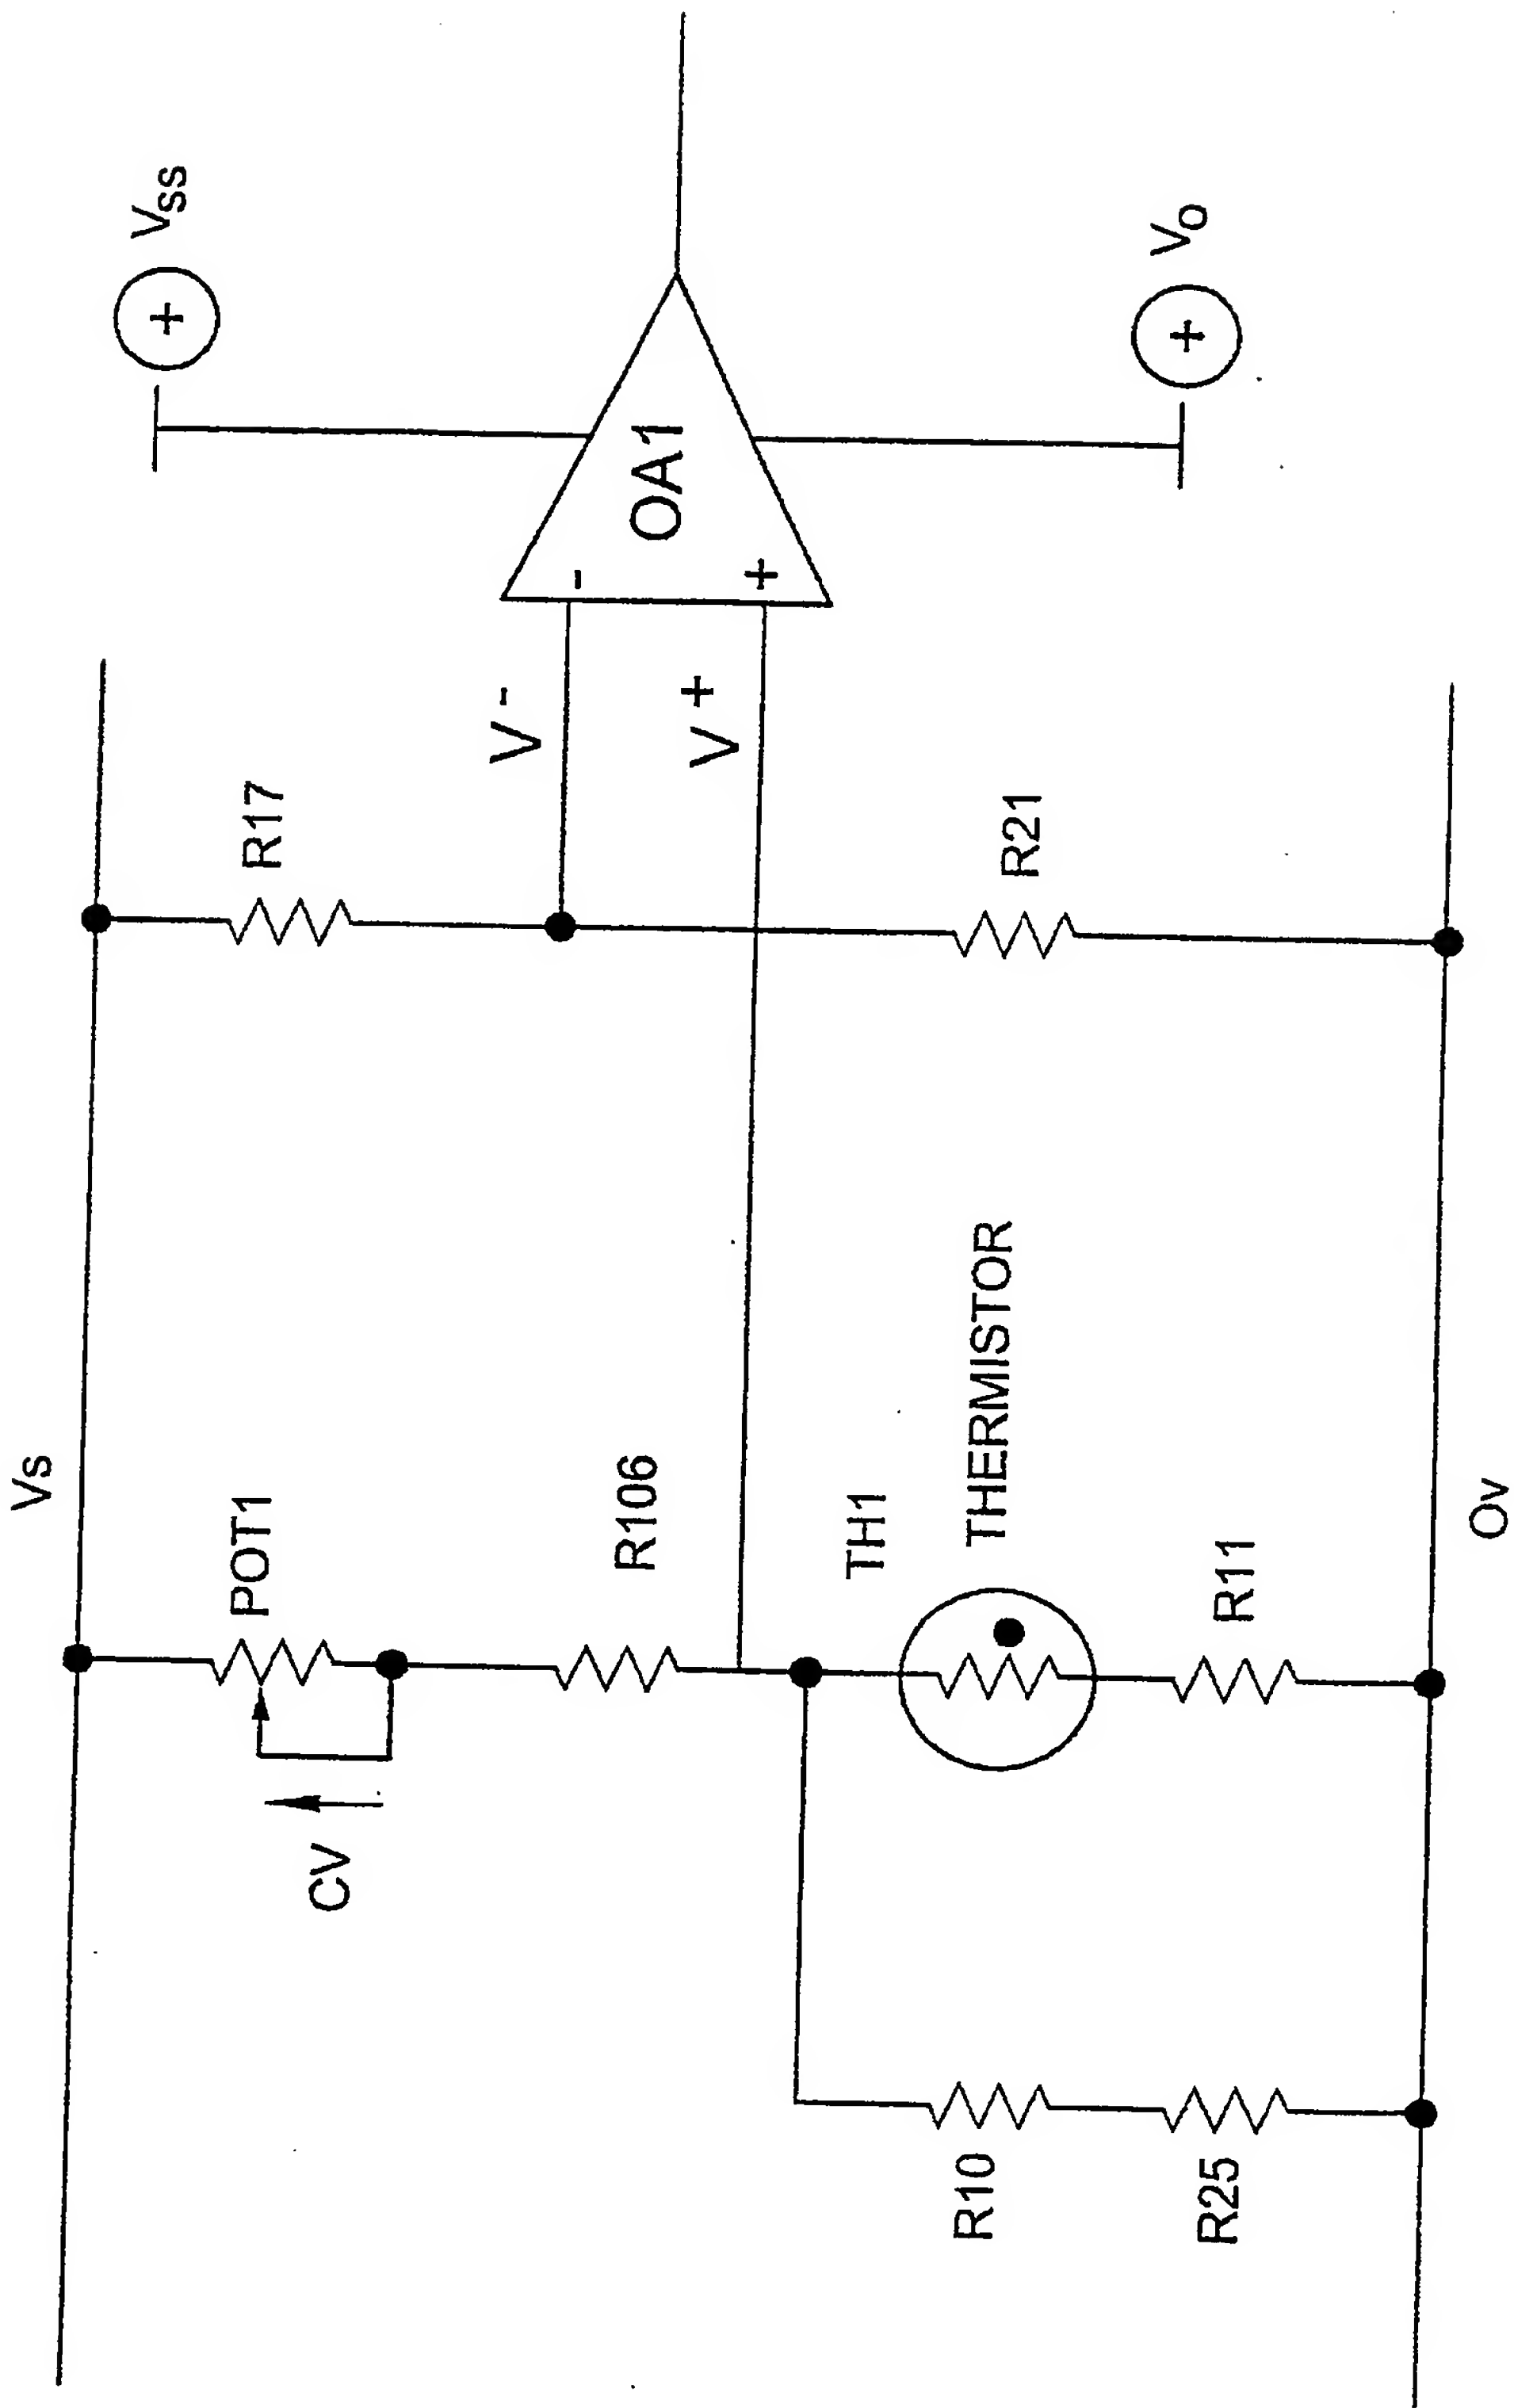 Vs
POT1
CV
R106
TH1
THERMISTOR
R11
R10
R25
Ov
R17
R21
V-
V+
-
+
OA1
+
Vss
+
Vo